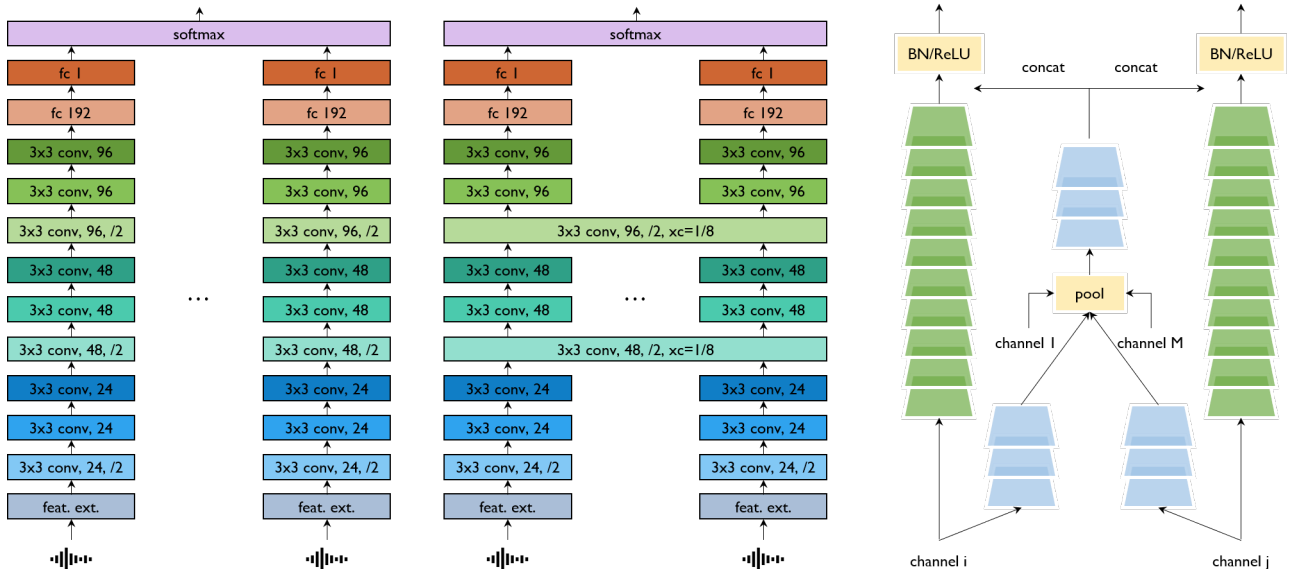 softmax
fc 1
fc 1
fc 192
fc 192
3x3 conv, 96
3x3 conv, 96
3x3 conv, 96
3x3 conv, 96
3x3 conv, 96, /2
3x3 conv, 96, /2
3x3 conv, 48
3x3 conv, 48
...
3x3 conv, 48
3x3 conv, 48
3x3 conv, 48, /2
3x3 conv, 48, /2
3x3 conv, 24
3x3 conv, 24
3x3 conv, 24
3x3 conv, 24
3x3 conv, 24, /2
3x3 conv, 24, /2
feat. ext.
feat. ext.
softmax
fc 1
fc 1
fc 192
fc 192
3x3 conv, 96
3x3 conv, 96
3x3 conv, 96
3x3 conv, 96
3x3 conv, 96, /2, xc=1/8
3x3 conv, 48
3x3 conv, 48
...
3x3 conv, 48
3x3 conv, 48
3x3 conv, 48, /2, xc=1/8
3x3 conv, 24
3x3 conv, 24
3x3 conv, 24
3x3 conv, 24
3x3 conv, 24, /2
3x3 conv, 24, /2
feat. ext.
feat. ext.
BN/ReLU
BN/ReLU
concat
concat
pool
channel 1
channel M
channel i
channel j